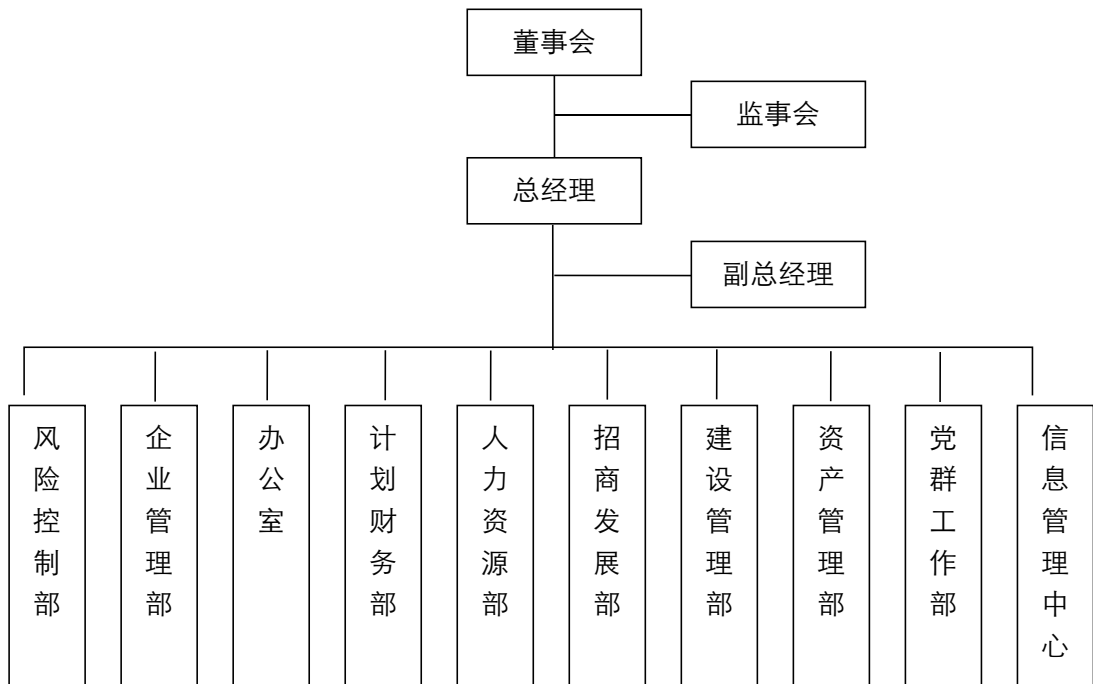 董事会
监事会
总经理
副总经理
风险控制部
企业管理部
办公室
计划财务部
人力资源部
招商发展部
建设管理部
资产管理部
党群工作部
信息管理中心